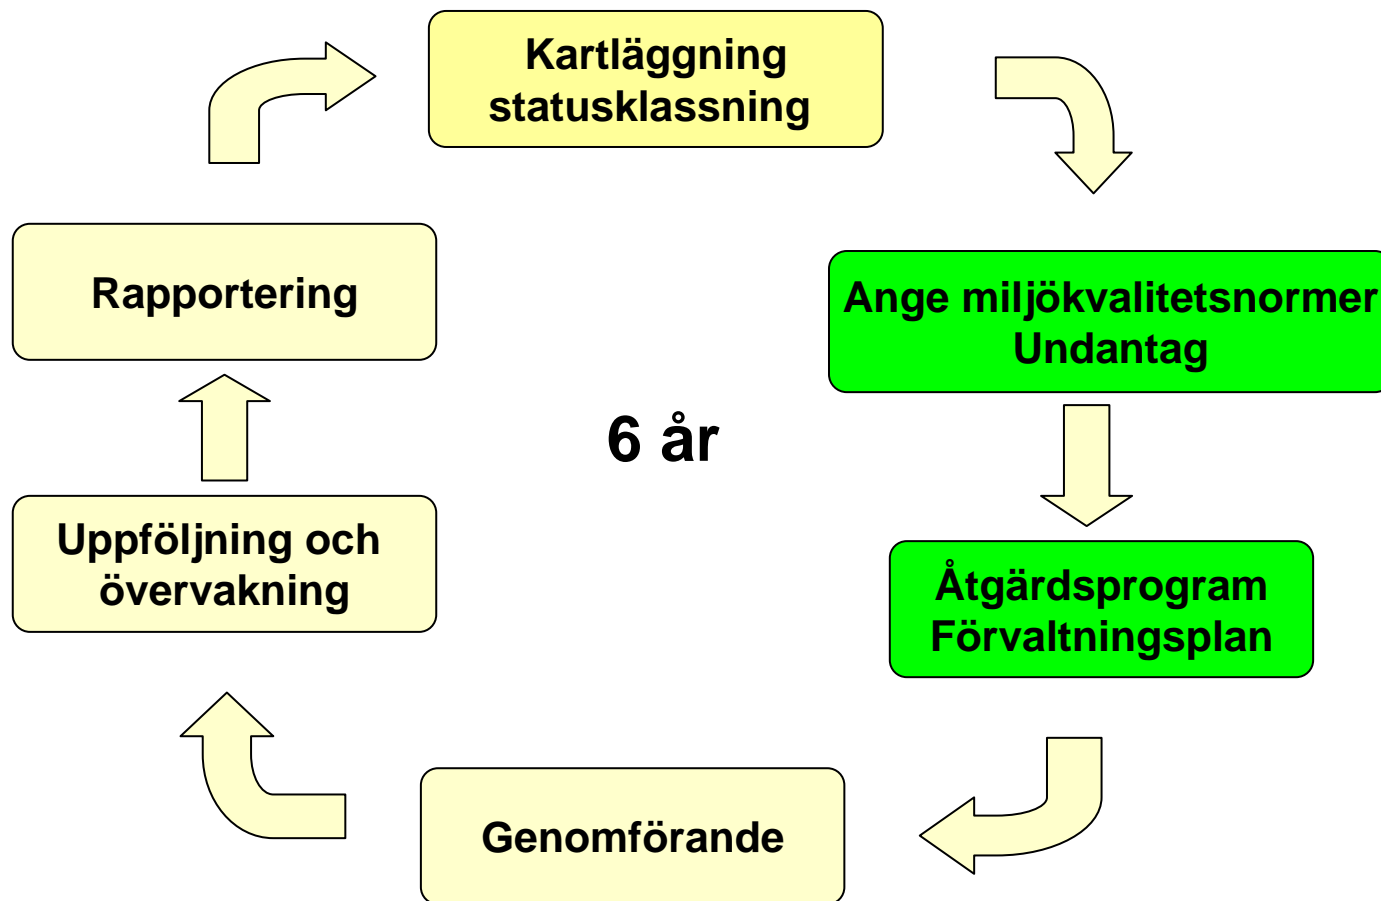 Kartläggning
statusklassning
Rapportering
Ange miljökvalitetsnormer
Undantag
6 år
Uppföljning och
övervakning
Åtgärdsprogram
Förvaltningsplan
Genomförande